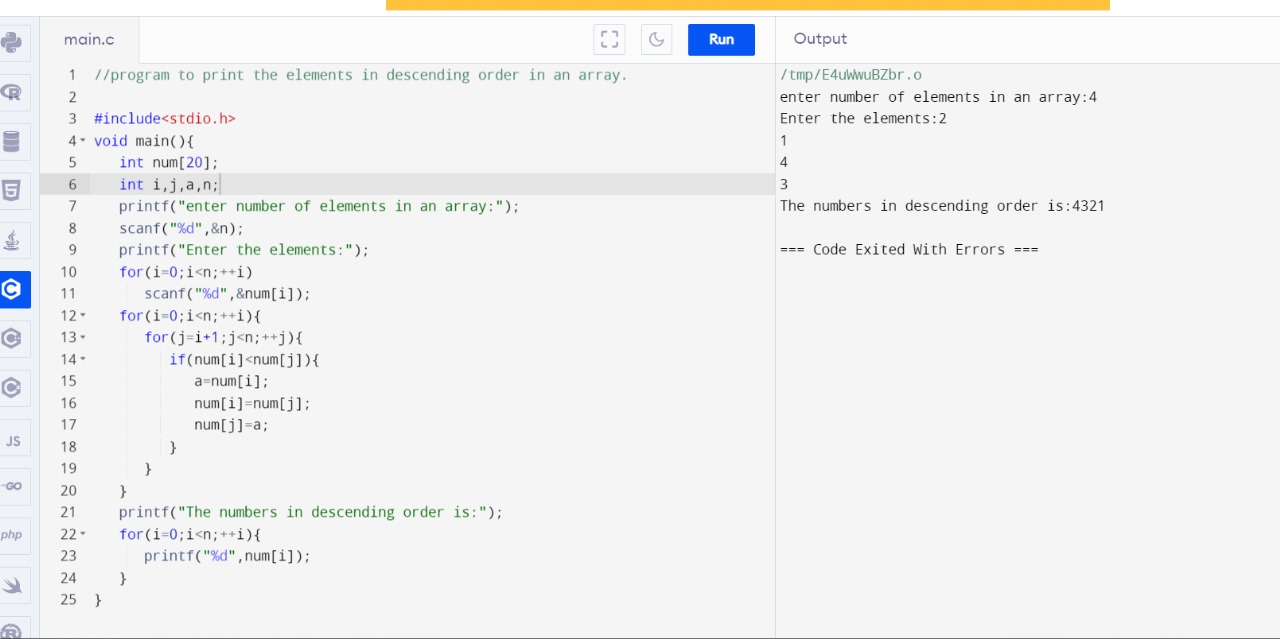 main.c
Run
Output
1 //program to print the elements in descending order in an array.
2
3 #include<stdio.h>
4 void main(){
5 int num[20];
6 int i,j,a,n;
7 printf("enter number of elements in an array:");
8 scanf("%d",&n);
9 printf("Enter the elements:");
10 for(i=0;i<n;++i)
11 scanf("%d",&num[i]);
12 for(i=0;i<n;++i){
13 for(j=i+1;j<n;++j){
14 if(num[i]<num[j]){
15 a=num[i];
16 num[i]=num[j];
17 num[j]=a;
18 }
19 }
20 }
21 printf("The numbers in descending order is:");
22 for(i=0;i<n;++i){
23 printf("%d",num[i]);
24 }
25 }
/tmp/E4uWwuBZbr.o
enter number of elements in an array:4
Enter the elements:2
1
4
3
The numbers in descending order is:4321
=== Code Exited With Errors ===
R
5
C
C
C
JS
GO
php
R